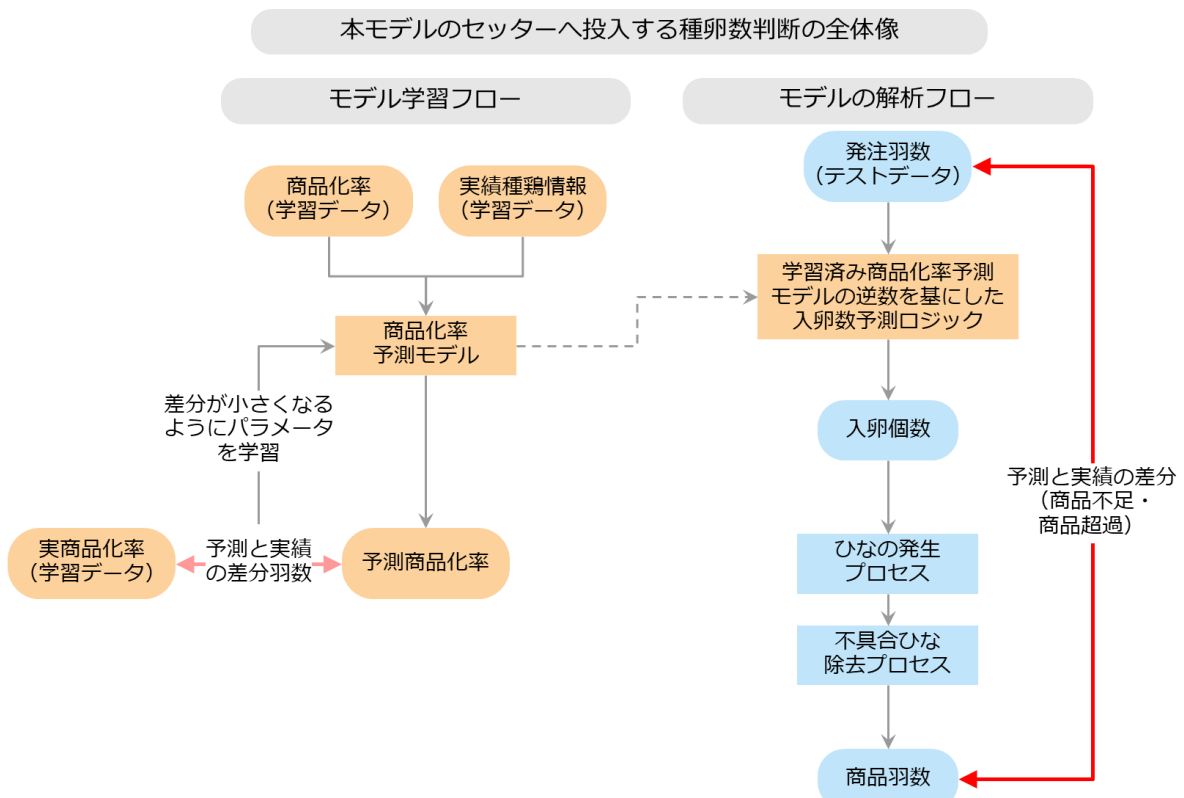 本モデルのセッターへ投入する種卵数判断の全体像
モデル学習フロー
商品化率
（学習データ）
実績種鶏情報
（学習データ）
商品化率
予測モデル
差分が小さくなる
ようにパラメータ
を学習
実商品化率
（学習データ）
予測と実績
の差分羽数
予測商品化率
モデルの解析フロー
発注羽数
（テストデータ）
学習済み商品化率予測
モデルの逆数を基にした
入卵数予測ロジック
入卵個数
ひなの発生
プロセス
不具合ひな
除去プロセス
商品羽数
予測と実績の差分
（商品不足・
商品超過）